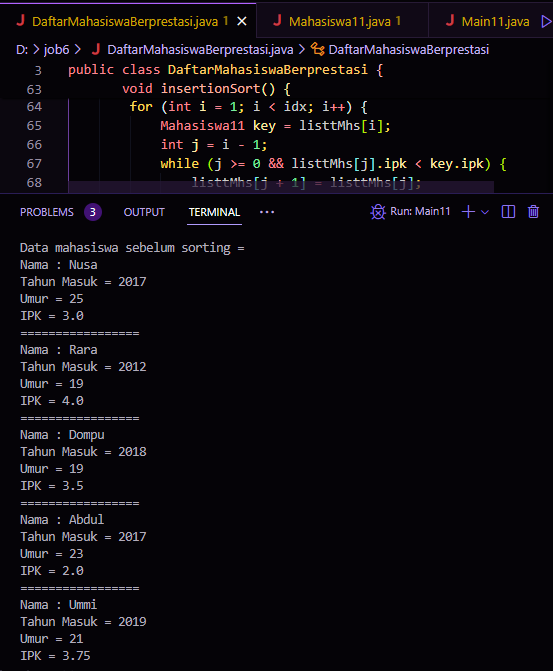 J DaftarMahasiswaBerprestasi.java 1 × J Mahasiswa11.java 1 J Main11.java
D: > job6 > J DaftarMahasiswaBerprestasi.java > DaftarMahasiswaBerprestasi
3 public class DaftarMahasiswaBerprestasi {
63 void insertionSort() {
64 for (int i = 1; i < idx; i++) {
65 Mahasiswa11 key = listtMhs[i];
66 int j = i - 1;
67 while (j >= 0 && listtMhs[j].ipk < key.ipk) {
68 listtMhs[j + 1] = listtMhs[j];
PROBLEMS 3 OUTPUT TERMINAL ... Run: Main11
Data mahasiswa sebelum sorting =
Nama : Nusa
Tahun Masuk = 2017
Umur = 25
IPK = 3.0
=================
Nama : Rara
Tahun Masuk = 2012
Umur = 19
IPK = 4.0
=================
Nama : Dompu
Tahun Masuk = 2018
Umur = 19
IPK = 3.5
=================
Nama : Abdul
Tahun Masuk = 2017
Umur = 23
IPK = 2.0
=================
Nama : Ummi
Tahun Masuk = 2019
Umur = 21
IPK = 3.75